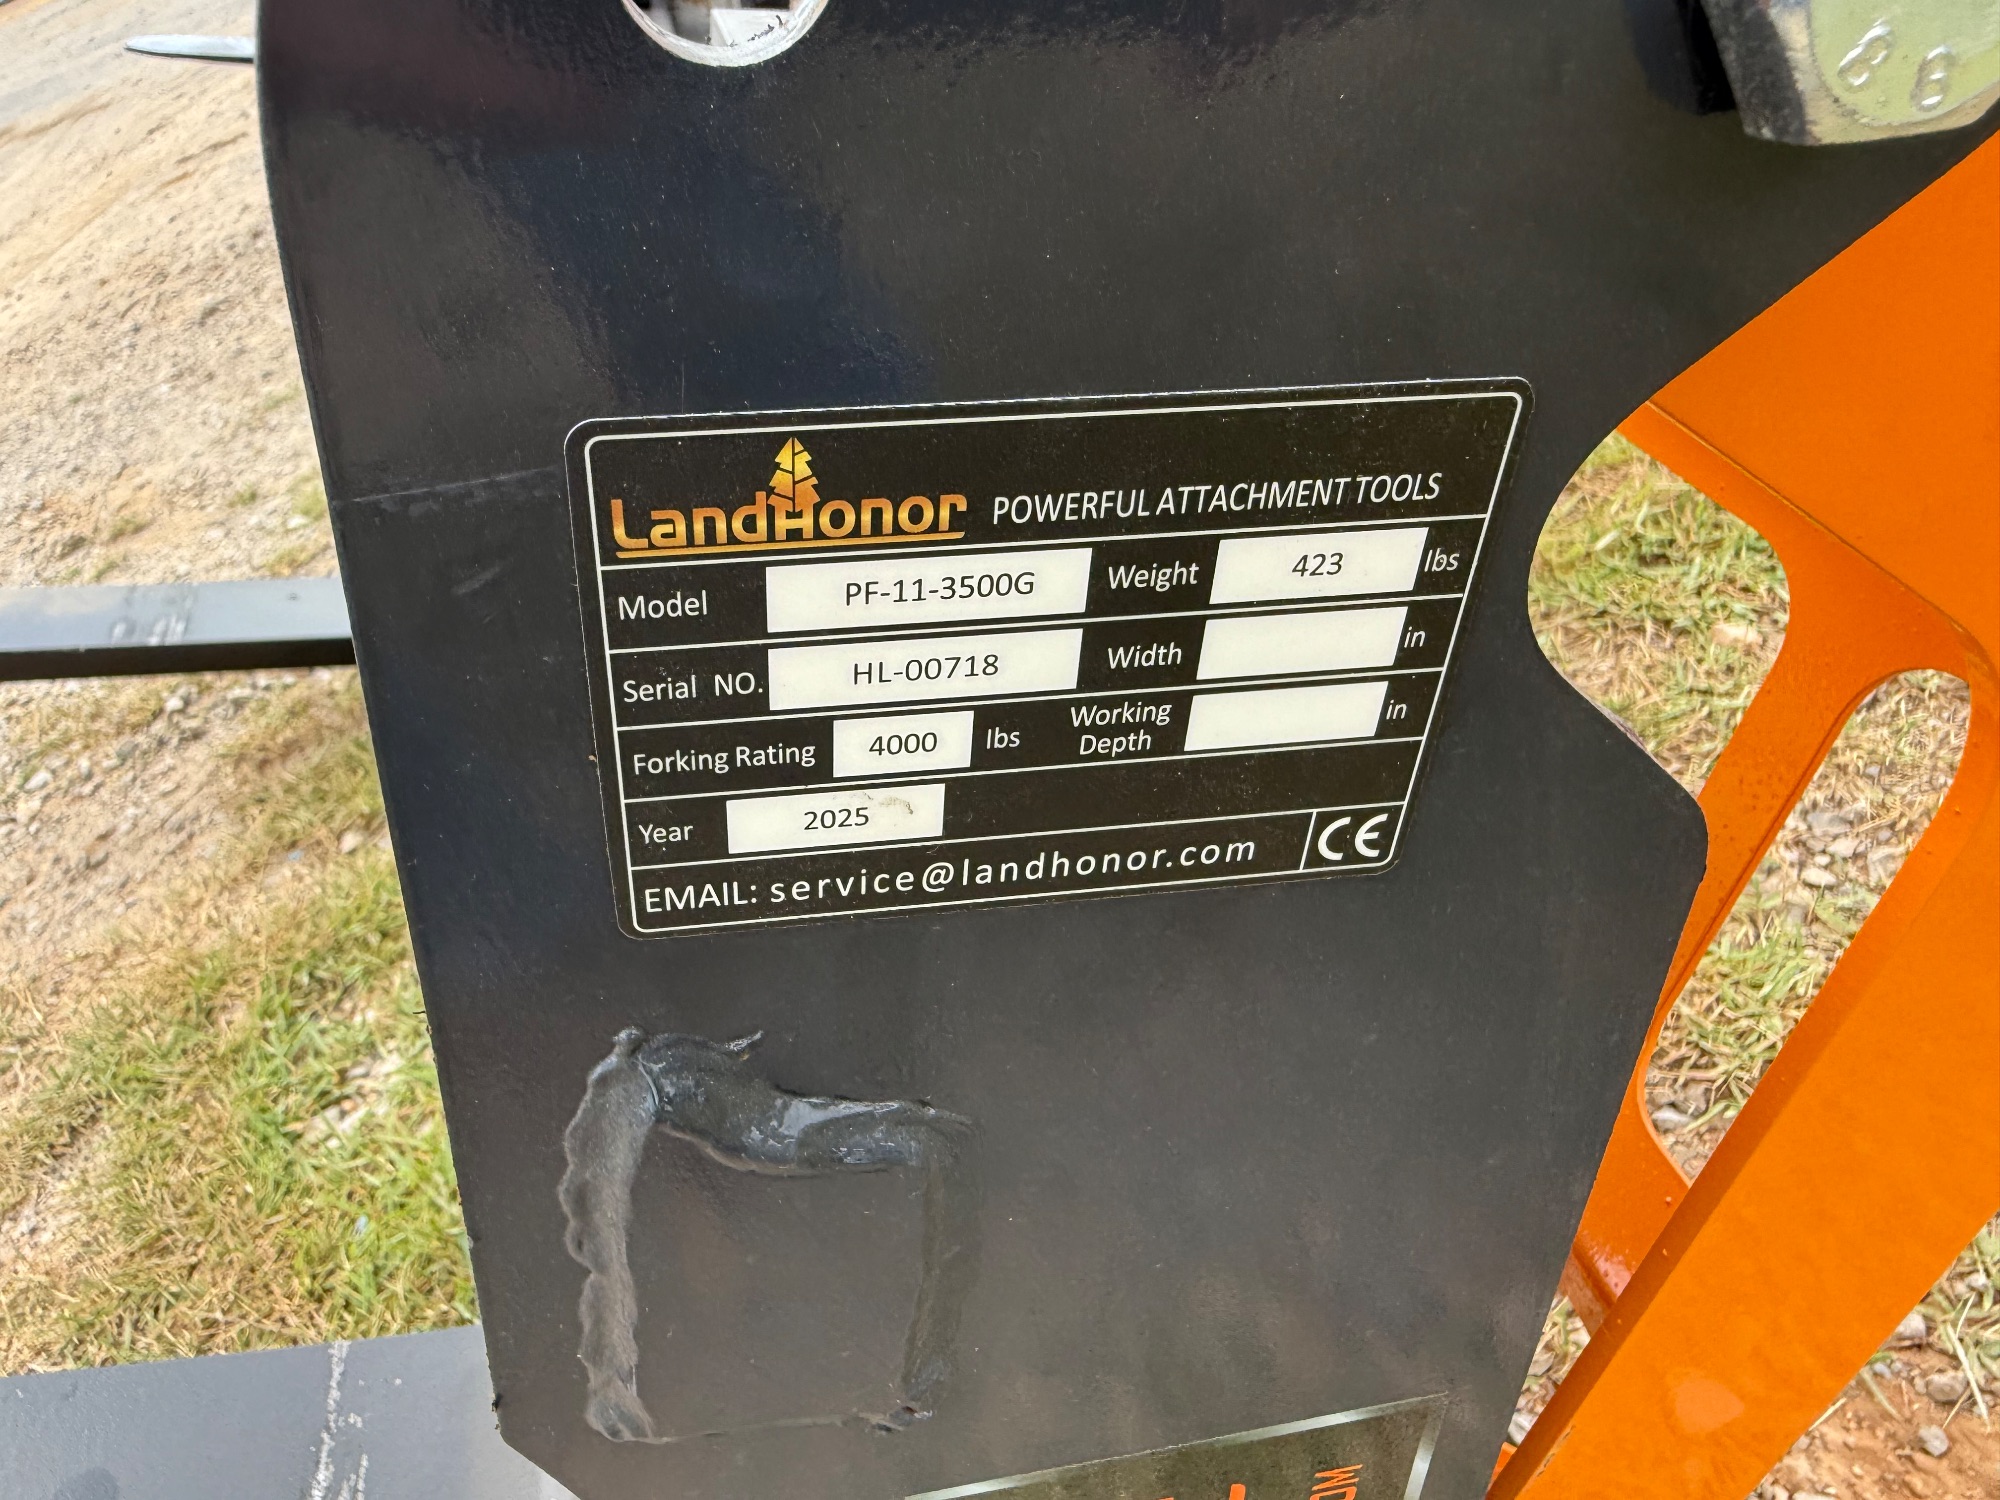 86
LandHonor POWERFUL ATTACHMENT TOOLS
Model PF-11-3500G Weight 423 lbs
Serial NO. HL-00718 Width in
Forking Rating 4000 lbs Working Depth in
Year 2025
EMAIL: service@landhonor.com CE